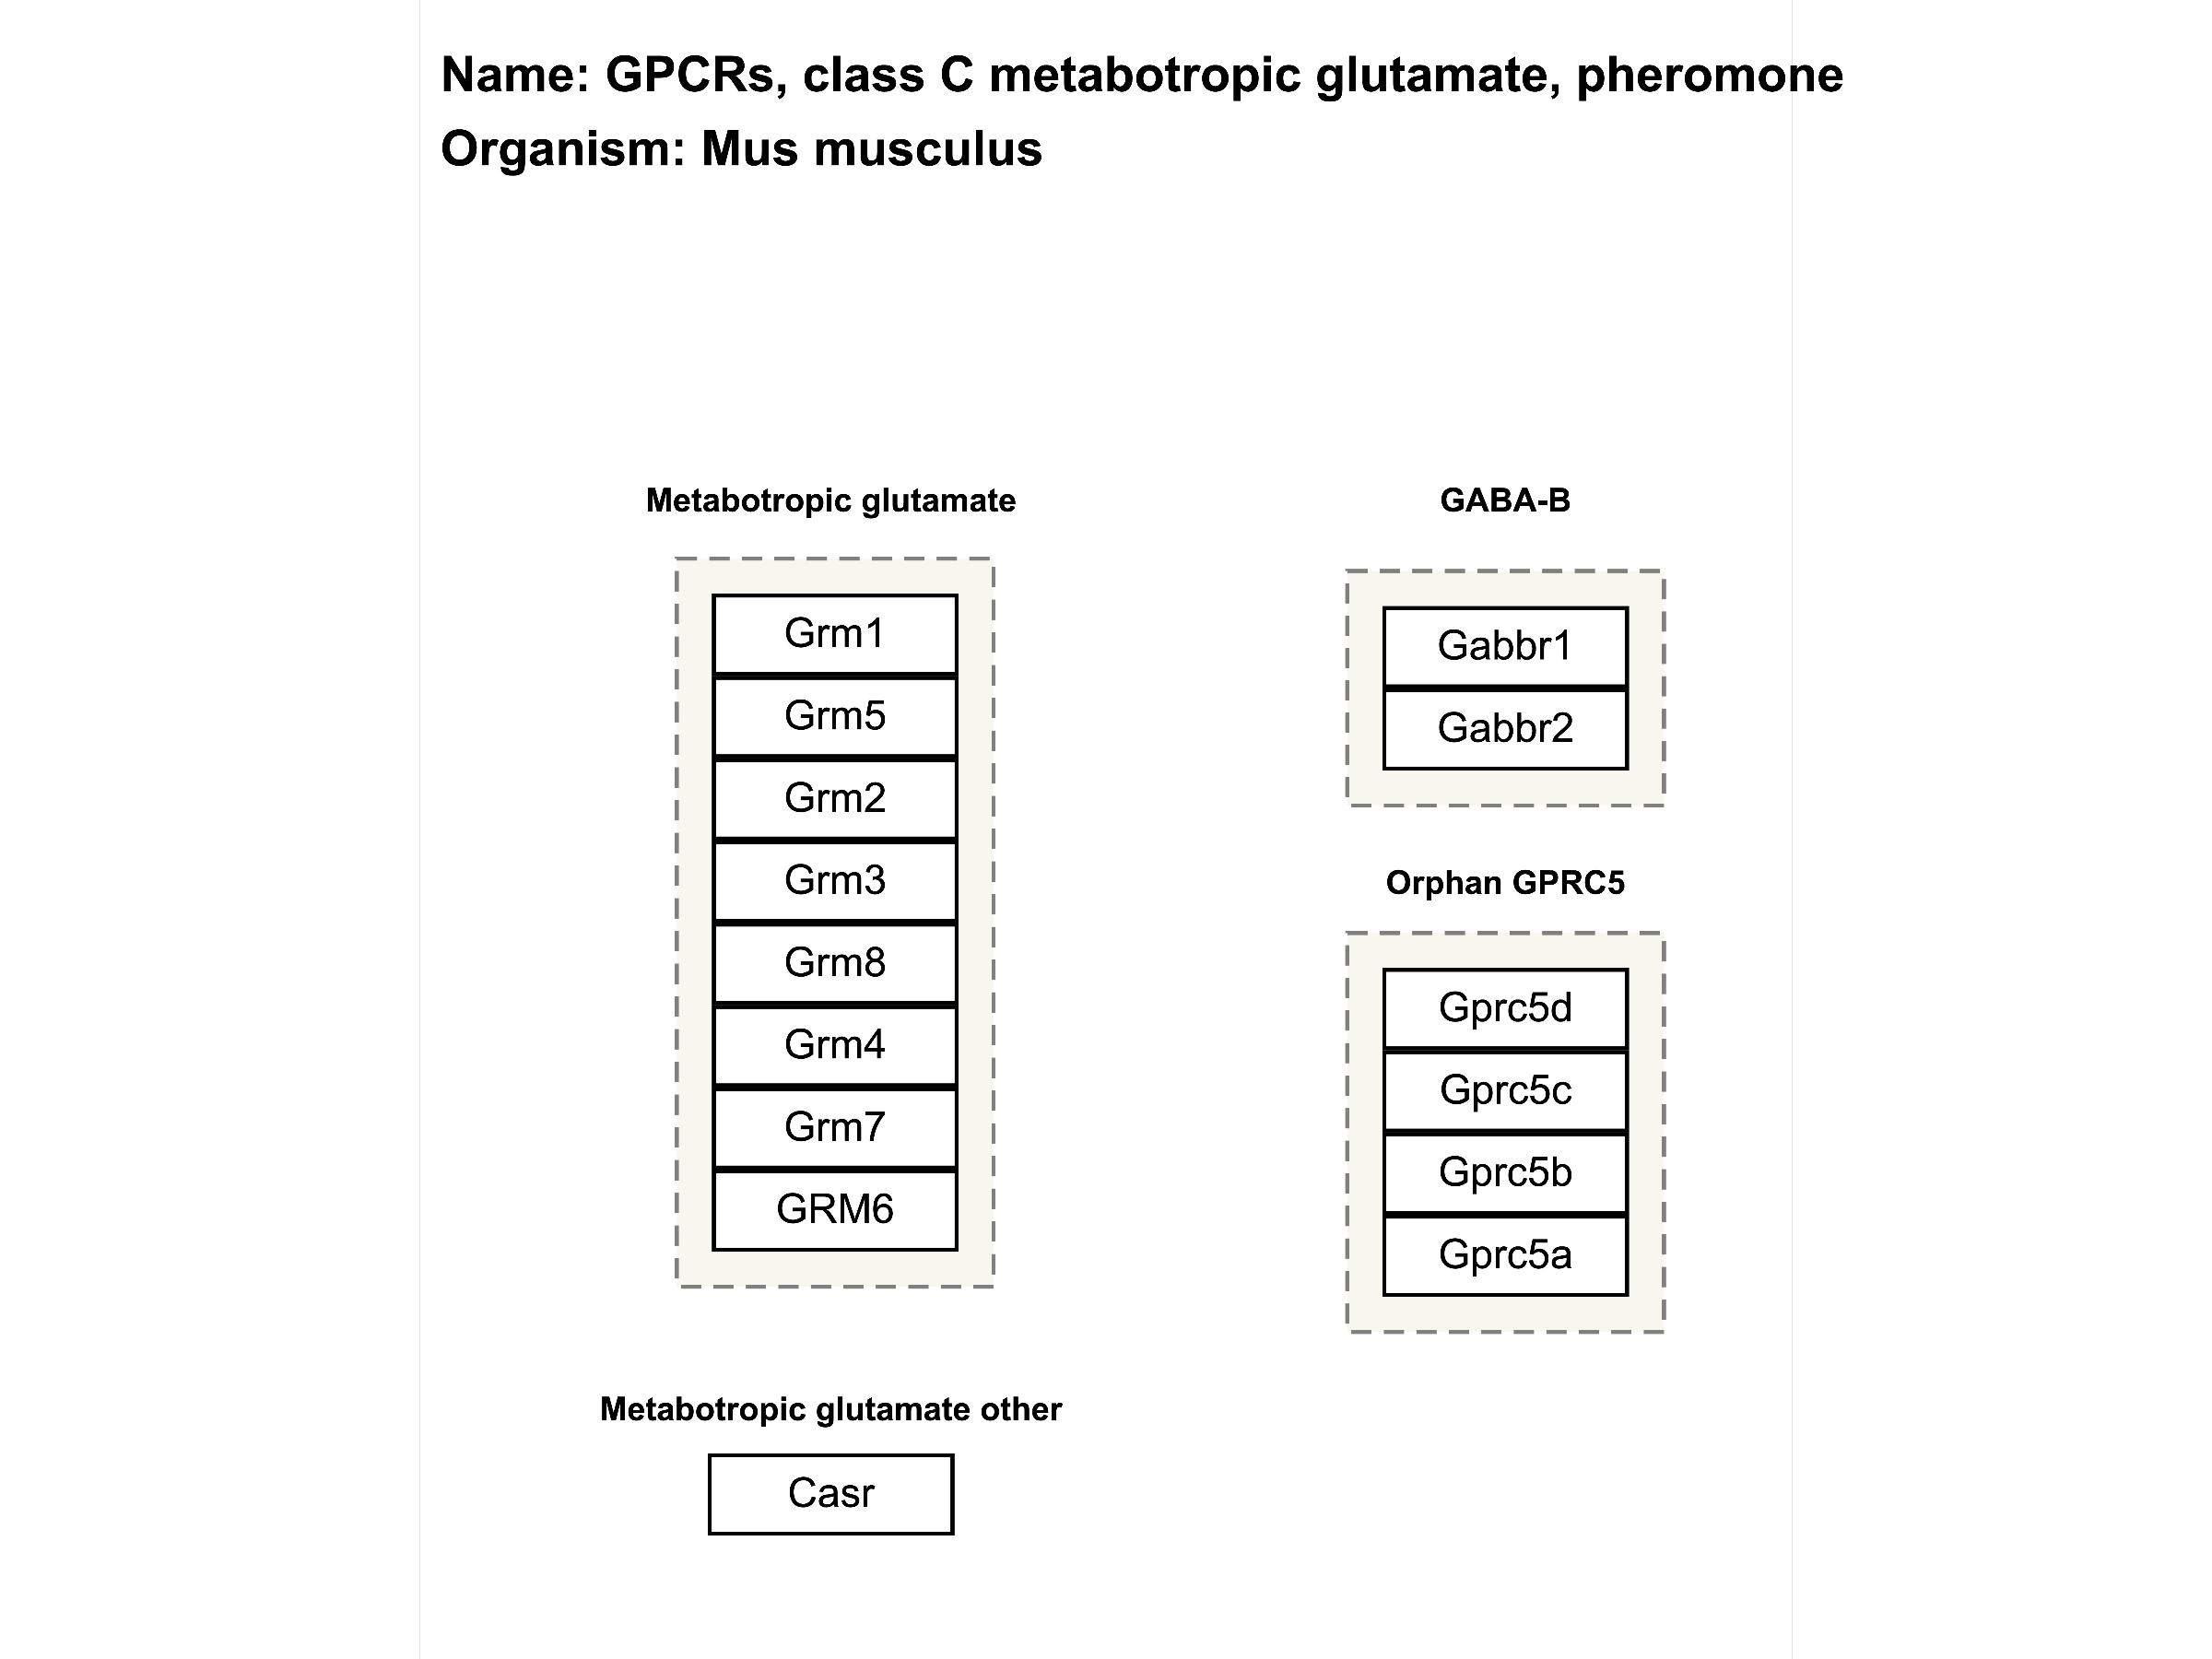 Name: GPCRs, class C metabotropic glutamate, pheromone
Organism: Mus musculus
Metabotropic glutamate
Grm1
Grm5
Grm2
Grm3
Grm8
Grm4
Grm7
GRM6
Metabotropic glutamate other
Casr
GABA-B
Gabbr1
Gabbr2
Orphan GPRC5
Gprc5d
Gprc5c
Gprc5b
Gprc5a